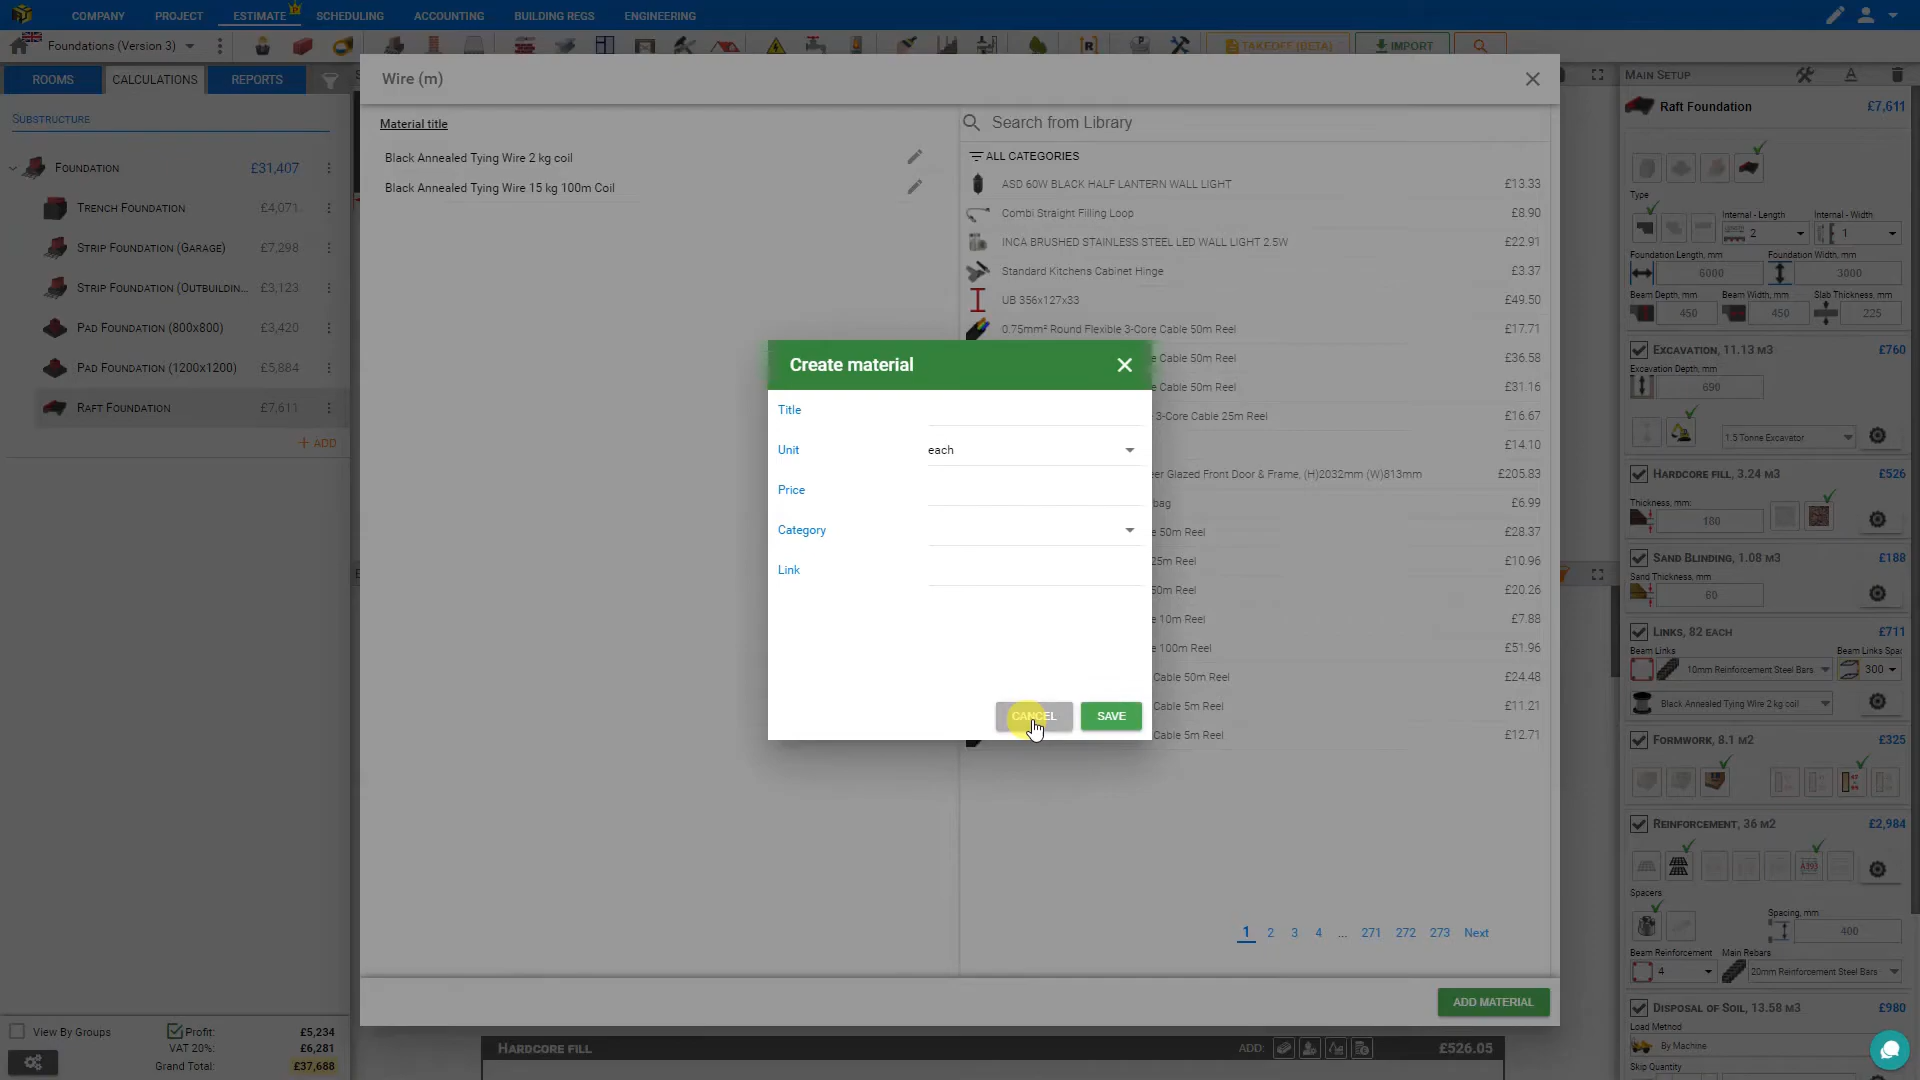 COMPANY PROJECT ESTIMATE SCHEDULING ACCOUNTING BUILDING REGS ENGINEERING
Foundations (Version 3)
TAKEOFF (BETA) IMPORT
ROOMS CALCULATIONS REPORTS
SUBSTRUCTURE
FOUNDATION £31,407
TRENCH FOUNDATION £4,071
STRIP FOUNDATION (GARAGE) £7,298
STRIP FOUNDATION (OUTBUILDIN... £3,123
PAD FOUNDATION (800X800) £3,420
PAD FOUNDATION (1200X1200) £5,884
RAFT FOUNDATION £7,611
+ ADD
View By Groups
Profit: £5,234
VAT 20%: £6,281
Grand Total: £37,688
Wire (m)
Material title
Black Annealed Tying Wire 2 kg coil
Black Annealed Tying Wire 15 kg 100m Coil
Search from Library
ALL CATEGORIES
ASD 60W BLACK HALF LANTERN WALL LIGHT £13.33
Combi Straight Filling Loop £8.90
INCA BRUSHED STAINLESS STEEL LED WALL LIGHT 2.5W £22.91
Standard Kitchens Cabinet Hinge £3.37
UB 356x127x33 £49.50
0.75mm² Round Flexible 3-Core Cable 50m Reel £17.71
e Cable 50m Reel £36.58
Cable 50m Reel £31.16
3-Core Cable 25m Reel £16.67
£14.10
eer Glazed Front Door & Frame, (H)2032mm (W)813mm £205.83
bag £6.99
50m Reel £28.37
25m Reel £10.96
50m Reel £20.26
e 10m Reel £7.88
e 100m Reel £51.96
Cable 50m Reel £24.48
Cable 5m Reel £11.21
Cable 5m Reel £12.71
1 2 3 4 ... 271 272 273 Next
ADD MATERIAL
Create material
Title
Unit each
Price
Category
Link
CANCEL SAVE
HARDCORE FILL ADD: £526.05
MAIN SETUP
Raft Foundation £7,611
Type
Internal - Length Internal - Width
2 1
Foundation Length, mm Foundation Width, mm
6000 3000
Beam Depth, mm Beam Width, mm Slab Thickness, mm
450 450 225
EXCAVATION, 11.13 M3 £760
Excavation Depth, mm
690
1.5 Tonne Excavator
HARDCORE FILL, 3.24 M3 £526
Thickness, mm:
180
SAND BLINDING, 1.08 M3 £188
Sand Thickness, mm
60
LINKS, 82 EACH £711
Beam Links Beam Links Spa
10mm Reinforcement Steel Bars 300
Black Annealed Tying Wire 2 kg coil
FORMWORK, 8.1 M2 £325
REINFORCEMENT, 36 M2 £2,984
A393
Spacers
Spacing, mm
400
Beam Reinforcement Main Rebars
4 20mm Reinforcement Steel Bars
DISPOSAL OF SOIL, 13.58 M3 £980
Load Method
By Machine
Skip Quantity